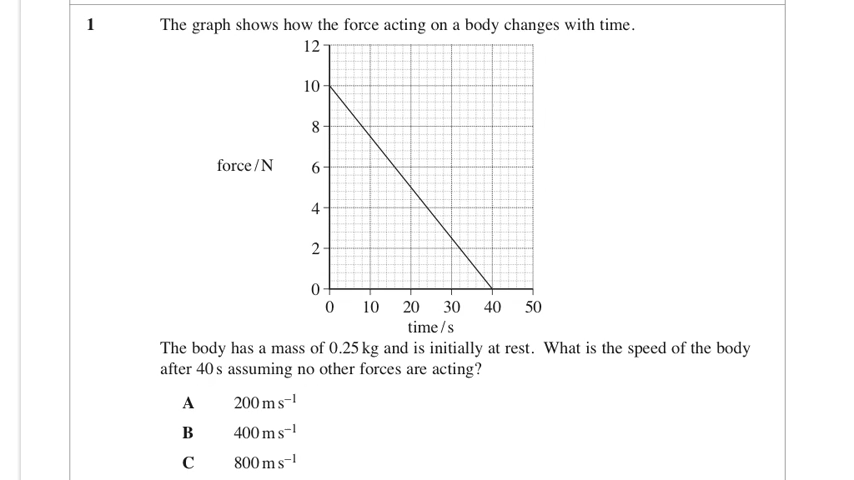 1 The graph shows how the force acting on a body changes with time.
12
10
8
force/N 6
4
2
0
0 10 20 30 40 50
time/s
The body has a mass of 0.25 kg and is initially at rest. What is the speed of the body
after 40 s assuming no other forces are acting?
A 200 m s⁻¹
B 400 m s⁻¹
C 800 m s⁻¹